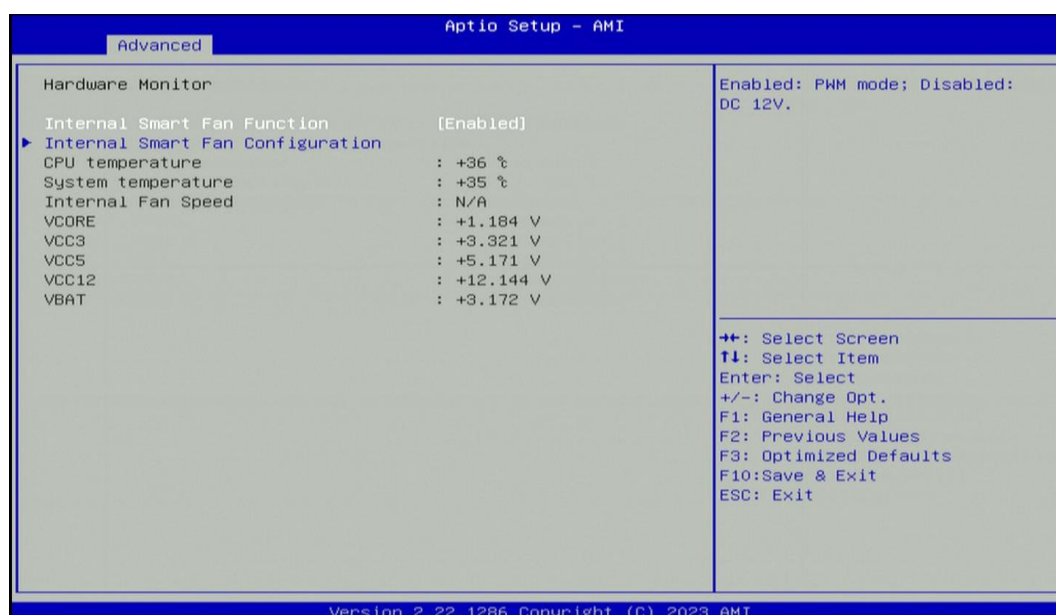 Aptio Setup – AMI
Advanced
Hardware Monitor
Internal Smart Fan Function [Enabled]
Internal Smart Fan Configuration
CPU temperature : +36 ℃
System temperature : +35 ℃
Internal Fan Speed : N/A
VCORE : +1.184 V
VCC3 : +3.321 V
VCC5 : +5.171 V
VCC12 : +12.144 V
VBAT : +3.172 V
Enabled: PWM mode; Disabled:
DC 12V.
→←: Select Screen
↑↓: Select Item
Enter: Select
+/-: Change Opt.
F1: General Help
F2: Previous Values
F3: Optimized Defaults
F10:Save & Exit
ESC: Exit
Version 2.22.1286 Copyright (C) 2023 AMI